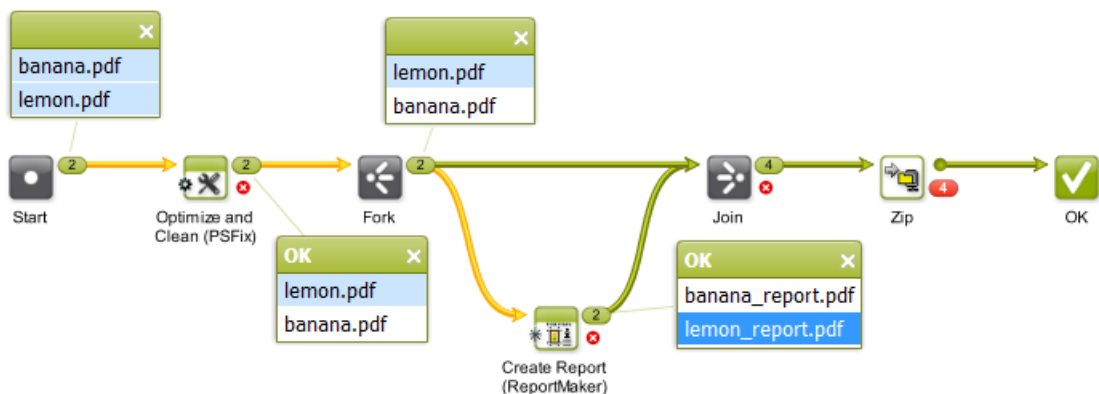 banana.pdf
lemon.pdf
lemon.pdf
banana.pdf
2
2
2
4
4
Start
Optimize and
Clean (PSFix)
Fork
Join
Zip
OK
OK
lemon.pdf
banana.pdf
OK
banana_report.pdf
lemon_report.pdf
2
Create Report
(ReportMaker)